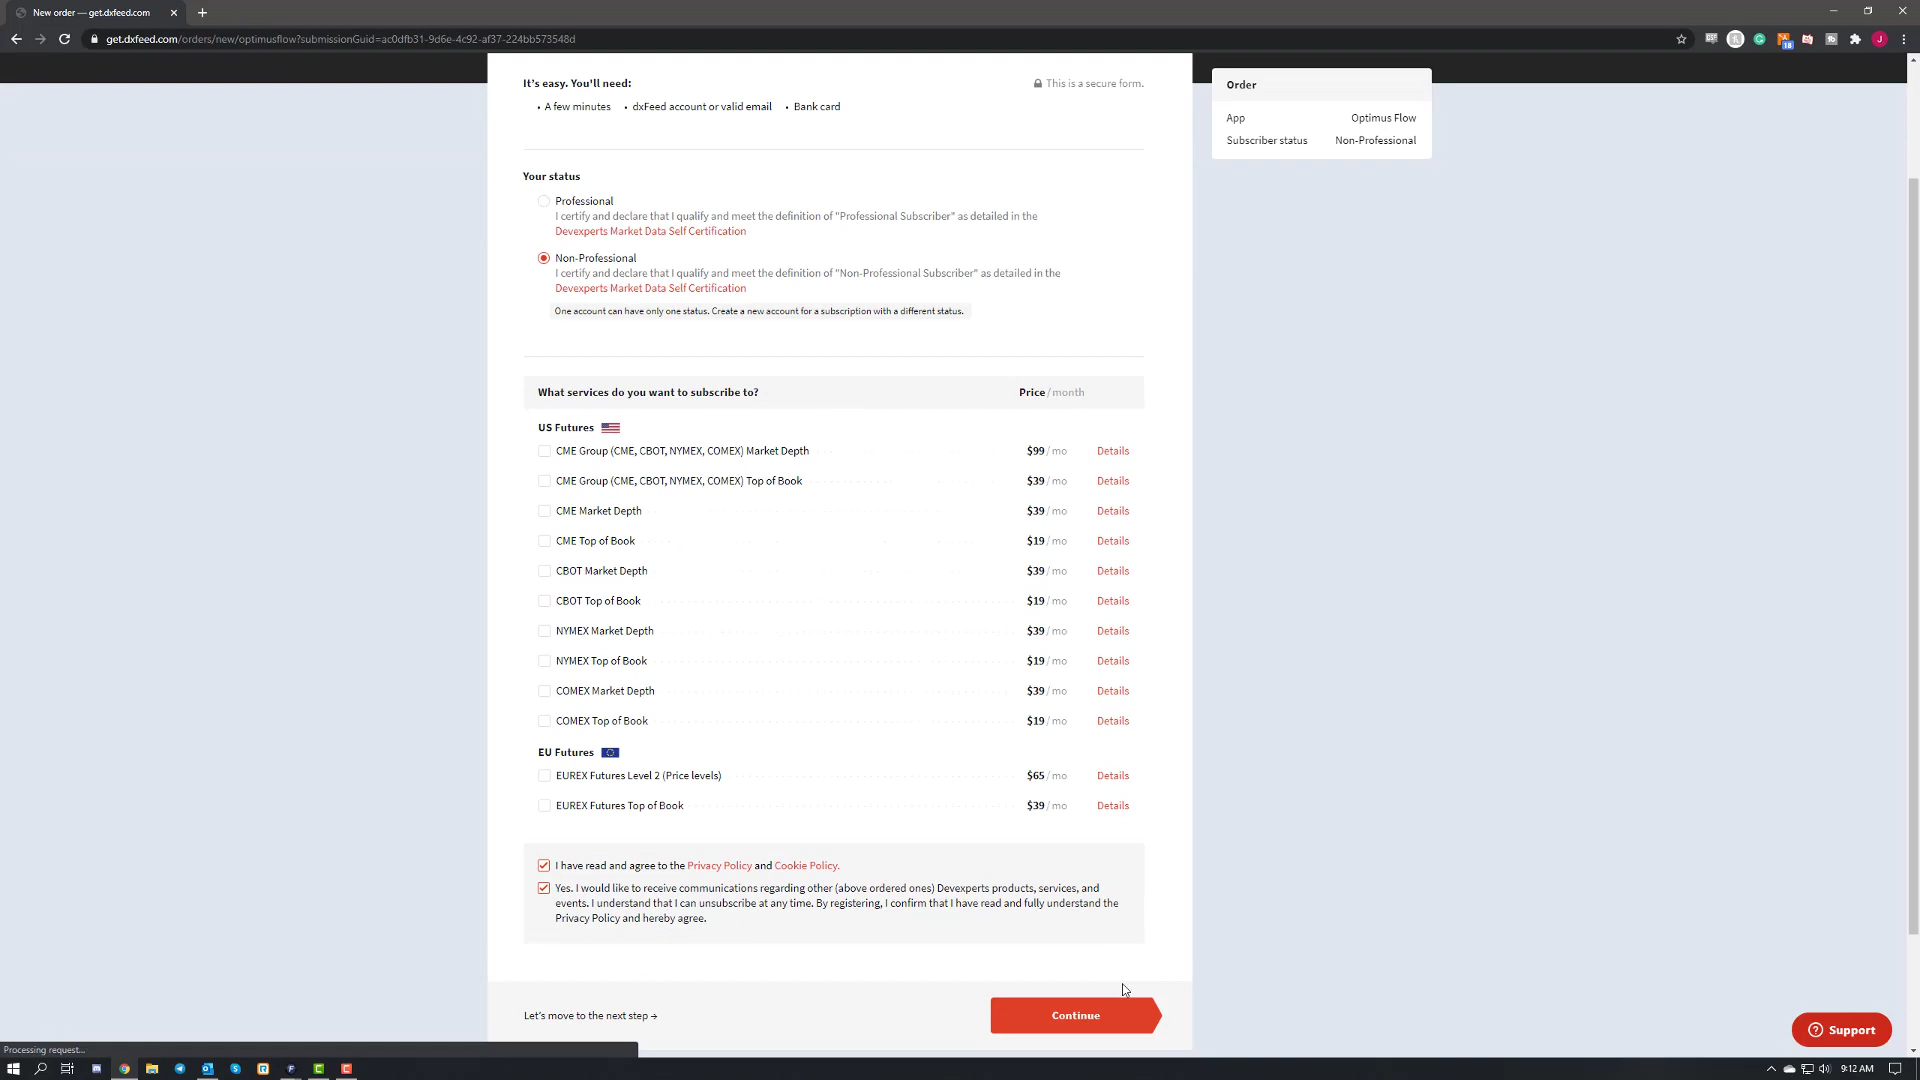 New order — get.dxfeed.com
get.dxfeed.com/orders/new/optimusflow?submissionGuid=ac0dfb31-9d6e-4c92-af37-224bb573548d
18
J
It's easy. You'll need:
This is a secure form.
• A few minutes • dxFeed account or valid email • Bank card
Order
App Optimus Flow
Subscriber status Non-Professional
Your status
Professional
I certify and declare that I qualify and meet the definition of "Professional Subscriber" as detailed in the
Devexperts Market Data Self Certification
Non-Professional
I certify and declare that I qualify and meet the definition of "Non-Professional Subscriber" as detailed in the
Devexperts Market Data Self Certification
One account can have only one status. Create a new account for a subscription with a different status.
What services do you want to subscribe to? Price / month
US Futures
CME Group (CME, CBOT, NYMEX, COMEX) Market Depth $99 / mo Details
CME Group (CME, CBOT, NYMEX, COMEX) Top of Book $39 / mo Details
CME Market Depth $39 / mo Details
CME Top of Book $19 / mo Details
CBOT Market Depth $39 / mo Details
CBOT Top of Book $19 / mo Details
NYMEX Market Depth $39 / mo Details
NYMEX Top of Book $19 / mo Details
COMEX Market Depth $39 / mo Details
COMEX Top of Book $19 / mo Details
EU Futures
EUREX Futures Level 2 (Price levels) $65 / mo Details
EUREX Futures Top of Book $39 / mo Details
I have read and agree to the Privacy Policy and Cookie Policy.
Yes. I would like to receive communications regarding other (above ordered ones) Devexperts products, services, and
events. I understand that I can unsubscribe at any time. By registering, I confirm that I have read and fully understand the
Privacy Policy and hereby agree.
Let's move to the next step →
Continue
Support
Processing request...
9:12 AM